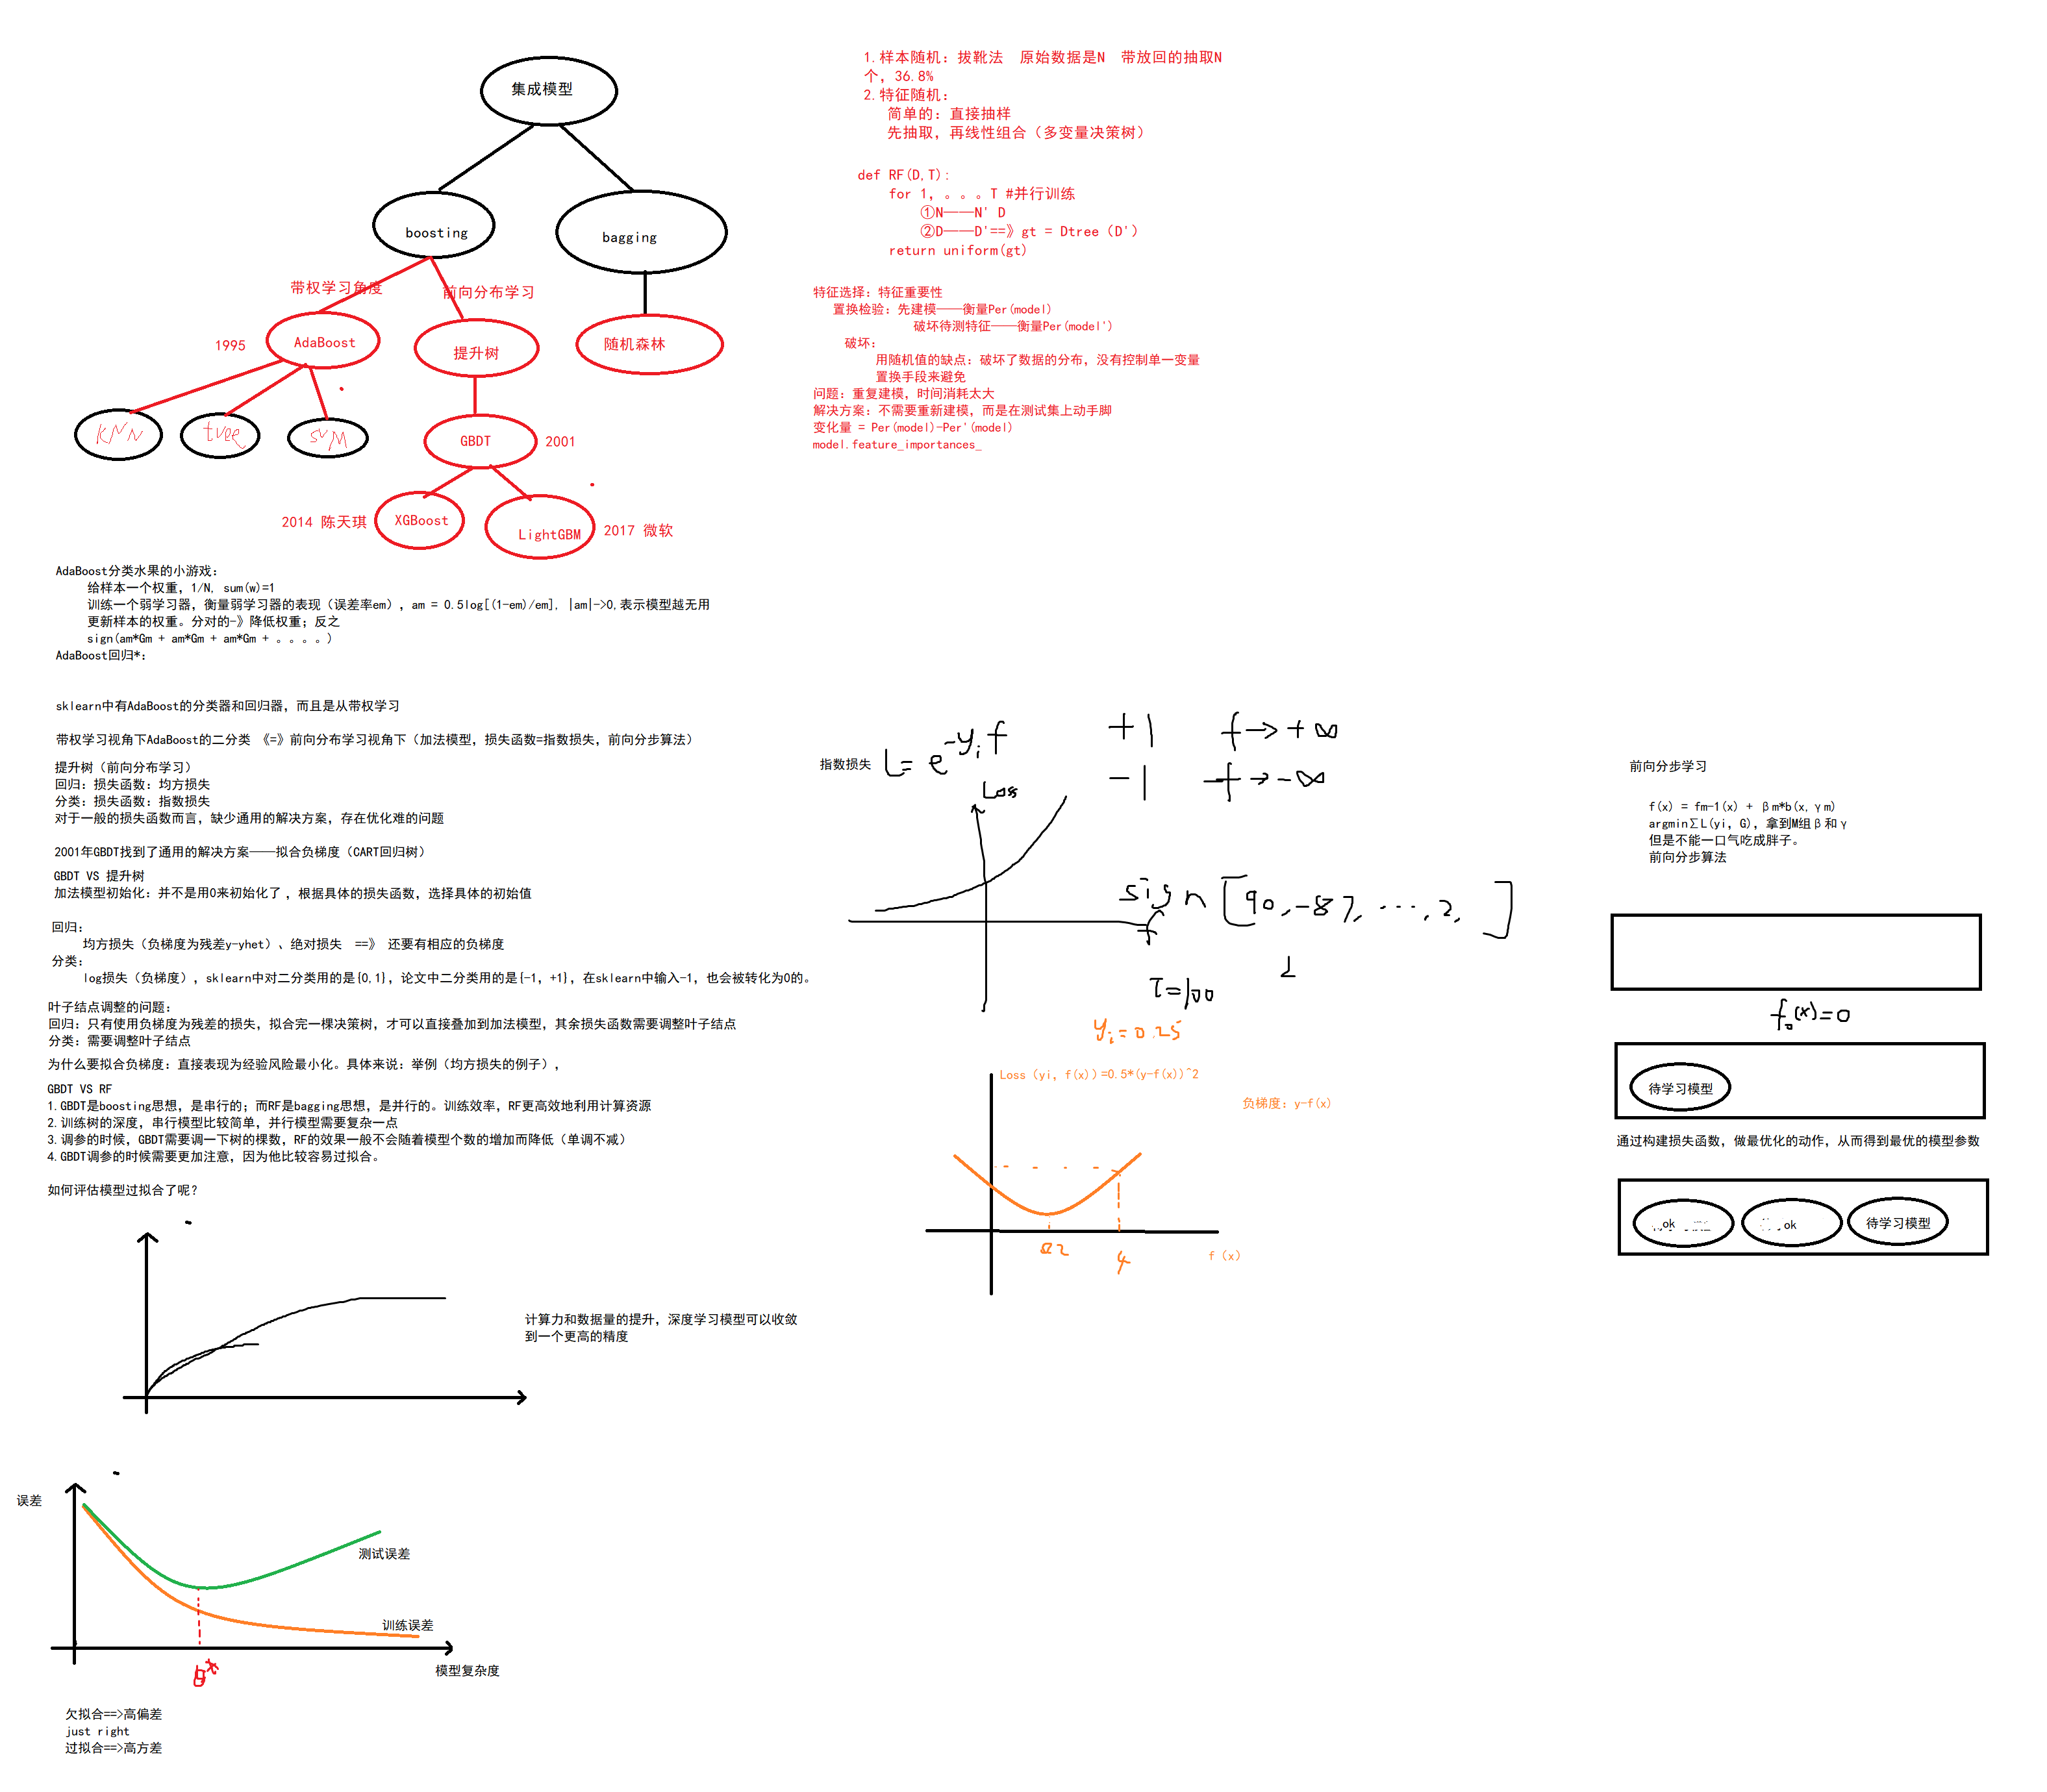 集成模型
boosting
bagging
带权学习角度
前向分布学习
1995
AdaBoost
提升树
随机森林
KNN
tree
SVM
GBDT
2001
2014 陈天琪
XGBoost
LightGBM
2017 微软
1.样本随机：拔靴法 原始数据是N 带放回的抽取N
个，36.8%
2.特征随机：
简单的：直接抽样
先抽取，再线性组合（多变量决策树）
def RF(D,T):
for 1，。。。T #并行训练
①N——N' D
②D——D'==》gt = Dtree（D'）
return uniform(gt)
特征选择：特征重要性
置换检验：先建模——衡量Per(model)
破坏待测特征——衡量Per(model')
破坏：
用随机值的缺点：破坏了数据的分布，没有控制单一变量
置换手段来避免
问题：重复建模，时间消耗太大
解决方案：不需要重新建模，而是在测试集上动手脚
变化量 = Per(model)-Per'(model)
model.feature_importances_
AdaBoost分类水果的小游戏：
给样本一个权重，1/N, sum(w)=1
训练一个弱学习器，衡量弱学习器的表现（误差率em），am = 0.5log[(1-em)/em], |am|->0,表示模型越无用
更新样本的权重。分对的-》降低权重；反之
sign(am*Gm + am*Gm + am*Gm + 。。。。)
AdaBoost回归*：
sklearn中有AdaBoost的分类器和回归器，而且是从带权学习
带权学习视角下AdaBoost的二分类 《=》前向分布学习视角下（加法模型，损失函数=指数损失，前向分步算法）
提升树（前向分布学习）
回归：损失函数：均方损失
分类：损失函数：指数损失
对于一般的损失函数而言，缺少通用的解决方案，存在优化难的问题
2001年GBDT找到了通用的解决方案——拟合负梯度（CART回归树）
GBDT VS 提升树
加法模型初始化：并不是用0来初始化了，根据具体的损失函数，选择具体的初始值
回归：
均方损失（负梯度为残差y-yhet）、绝对损失 ==》 还要有相应的负梯度
分类：
log损失（负梯度），sklearn中对二分类用的是{0,1}，论文中二分类用的是{-1，+1}，在sklearn中输入-1，也会被转化为0的。
叶子结点调整的问题：
回归：只有使用负梯度为残差的损失，拟合完一棵决策树，才可以直接叠加到加法模型，其余损失函数需要调整叶子结点
分类：需要调整叶子结点
为什么要拟合负梯度：直接表现为经验风险最小化。具体来说：举例（均方损失的例子），
GBDT VS RF
1.GBDT是boosting思想，是串行的；而RF是bagging思想，是并行的。训练效率，RF更高效地利用计算资源
2.训练树的深度，串行模型比较简单，并行模型需要复杂一点
3.调参的时候，GBDT需要调一下树的棵数，RF的效果一般不会随着模型个数的增加而降低（单调不减）
4.GBDT调参的时候需要更加注意，因为他比较容易过拟合。
如何评估模型过拟合了呢？
计算力和数据量的提升，深度学习模型可以收敛
到一个更高的精度
误差
测试误差
训练误差
模型复杂度
欠拟合==>高偏差
just right
过拟合==>高方差
指数损失 L= e^-yi f
+1 f→+∞
-1 f→-∞
Loss
f
sign [90,-87,...,2, ]
T=100
yi=0.25
Loss（yi，f(x)）=0.5*(y-f(x))^2
负梯度：y-f(x)
4
f（x）
前向分步学习
f(x) = fm-1(x) + βm*b(x,γm)
argmin∑L(yi，G)，拿到M组β和γ
但是不能一口气吃成胖子。
前向分步算法
f0(x)=0
待学习模型
通过构建损失函数，做最优化的动作，从而得到最优的模型参数
ok
ok
待学习模型